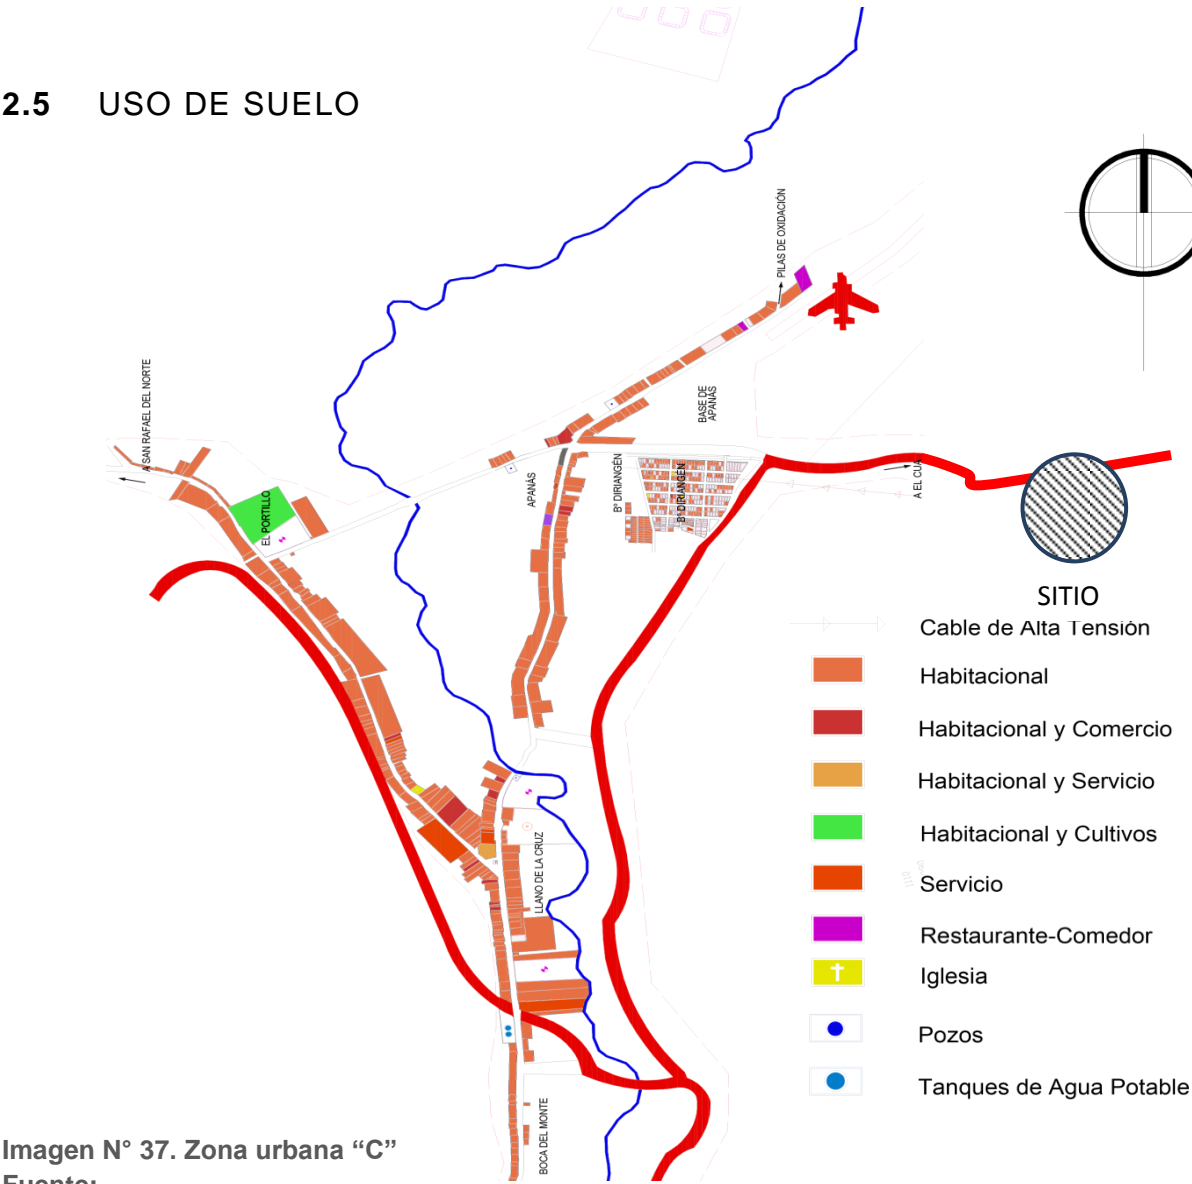 2.5 USO DE SUELO
PILAS DE OXIDACIÓN
A SAN RAFAEL DEL NORTE
BASE DE
APANÁS
EL PORTILLO
APANÁS
Bº DIRIANGÉN
Bº DIRIANGÉN
A EL CUA
SITIO
Cable de Alta Tensión
Habitacional
Habitacional y Comercio
Habitacional y Servicio
Habitacional y Cultivos
Servicio
Restaurante-Comedor
Iglesia
Pozos
Tanques de Agua Potable
LLANO DE LA CRUZ
BOCA DEL MONTE
Imagen N° 37. Zona urbana “C”
Fuente: